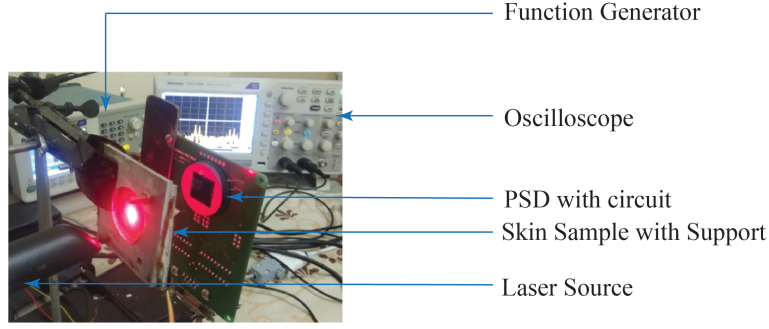 Function Generator
Oscilloscope
PSD with circuit
Skin Sample with Support
Laser Source